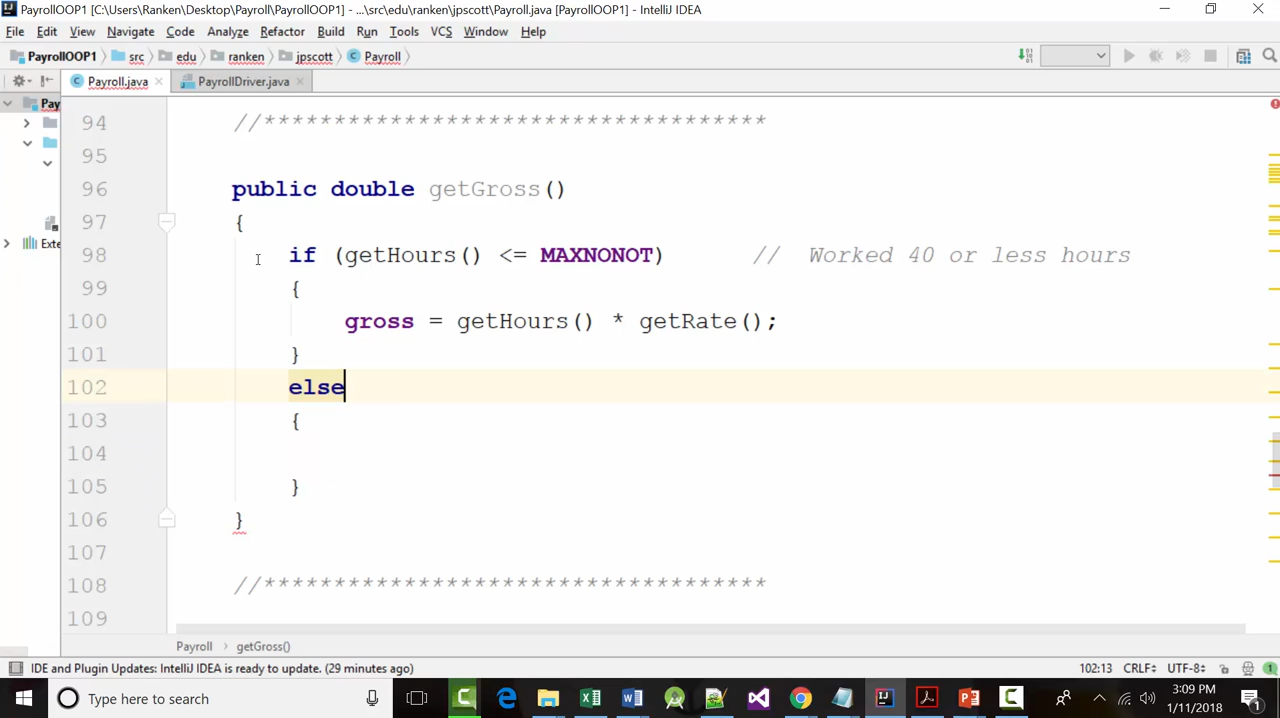 PayrollOOP1 [C:\Users\Ranken\Desktop\Payroll\PayrollOOP1] - ...\src\edu\ranken\jpscott\Payroll.java [PayrollOOP1] - IntelliJ IDEA
File Edit View Navigate Code Analyze Refactor Build Run Tools VCS Window Help
PayrollOOP1 src edu ranken jpscott Payroll
Payroll.java PayrollDriver.java
Pay
Exte
94 //************************************
95
96 public double getGross()
97 {
98 if (getHours() <= MAXNONOT) // Worked 40 or less hours
99 {
100 gross = getHours() * getRate();
101 }
102 else
103 {
104
105 }
106 }
107
108 //************************************
109
Payroll › getGross()
IDE and Plugin Updates: IntelliJ IDEA is ready to update. (29 minutes ago) 102:13 CRLF÷ UTF-8÷ 1
Type here to search
3:09 PM
1/11/2018
1